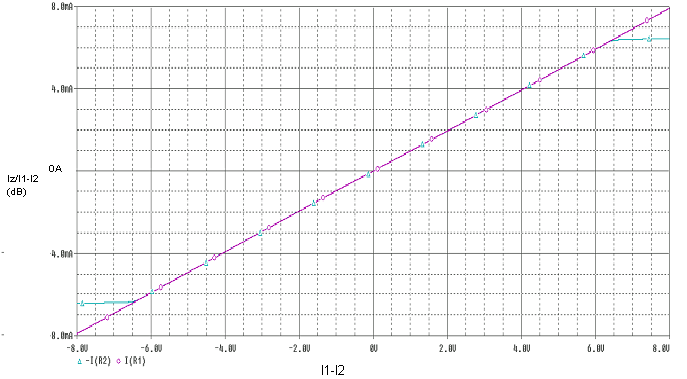 8.0mA
4.0mA
0A
Iz/I1-I2
(dB)
-4.0mA
-8.0mA
-8.0V -6.0V -4.0V -2.0V 0V 2.0V 4.0V 6.0V 8.0V
-I(R2) I(R1)
I1-I2